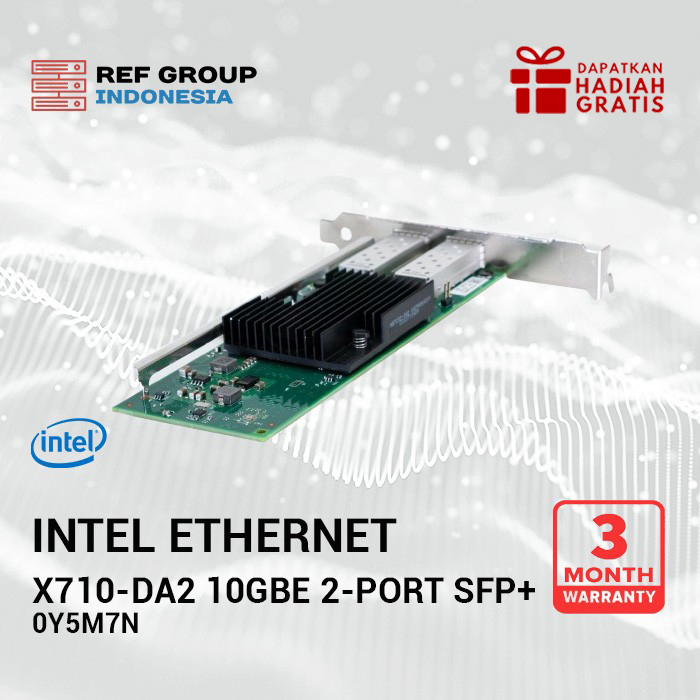 REF GROUP
INDONESIA
DAPATKAN
HADIAH
GRATIS
intel
INTEL ETHERNET
X710-DA2 10GBE 2-PORT SFP+
0Y5M7N
3
MONTH
WARRANTY